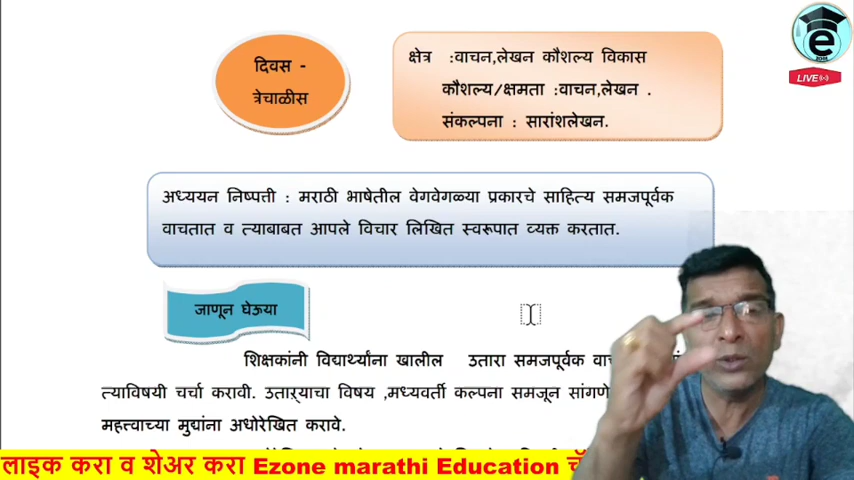 दिवस -
त्रेचाळीस
क्षेत्र :वाचन,लेखन कौशल्य विकास
कौशल्य/क्षमता :वाचन,लेखन .
संकल्पना : सारांशलेखन.
e
LIVE
अध्ययन निष्पत्ती : मराठी भाषेतील वेगवेगळ्या प्रकारचे साहित्य समजपूर्वक
वाचतात व त्याबाबत आपले विचार लिखित स्वरूपात व्यक्त करतात.
जाणून घेऊया
शिक्षकांनी विद्यार्थ्यांना खालील उतारा समजपूर्वक
त्याविषयी चर्चा करावी. उताऱ्याचा विषय ,मध्यवर्ती कल्पना समजून
महत्त्वाच्या मुद्यांना अधोरेखित करावे.
लाइक करा व शेअर करा Ezone marathi Education